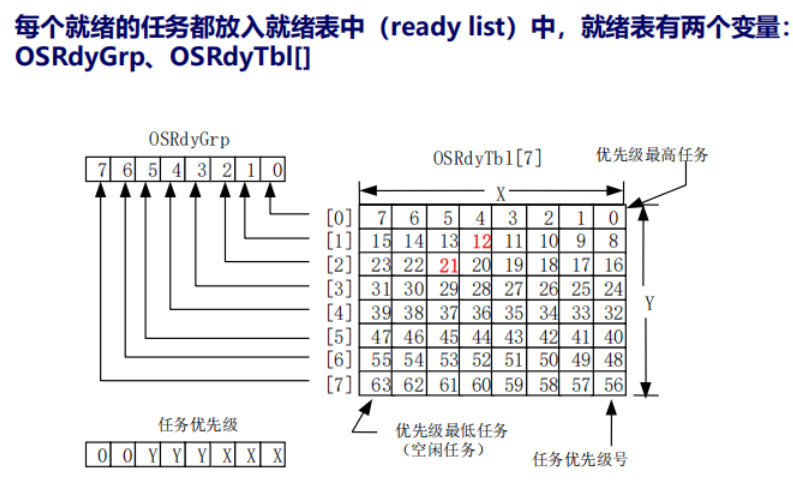 每个就绪的任务都放入就绪表中（ready list）中，就绪表有两个变量：
OSRdyGrp、OSRdyTbl[]
OSRdyGrp
7 6 5 4 3 2 1 0
OSRdyTbl[7]
优先级最高任务
X
[0] 7 6 5 4 3 2 1 0
[1] 15 14 13 12 11 10 9 8
[2] 23 22 21 20 19 18 17 16
[3] 31 30 29 28 27 26 25 24
[4] 39 38 37 36 35 34 33 32
[5] 47 46 45 44 43 42 41 40
[6] 55 54 53 52 51 50 49 48
[7] 63 62 61 60 59 58 57 56
Y
任务优先级
0 0 Y Y Y X X X
优先级最低任务
（空闲任务）
任务优先级号